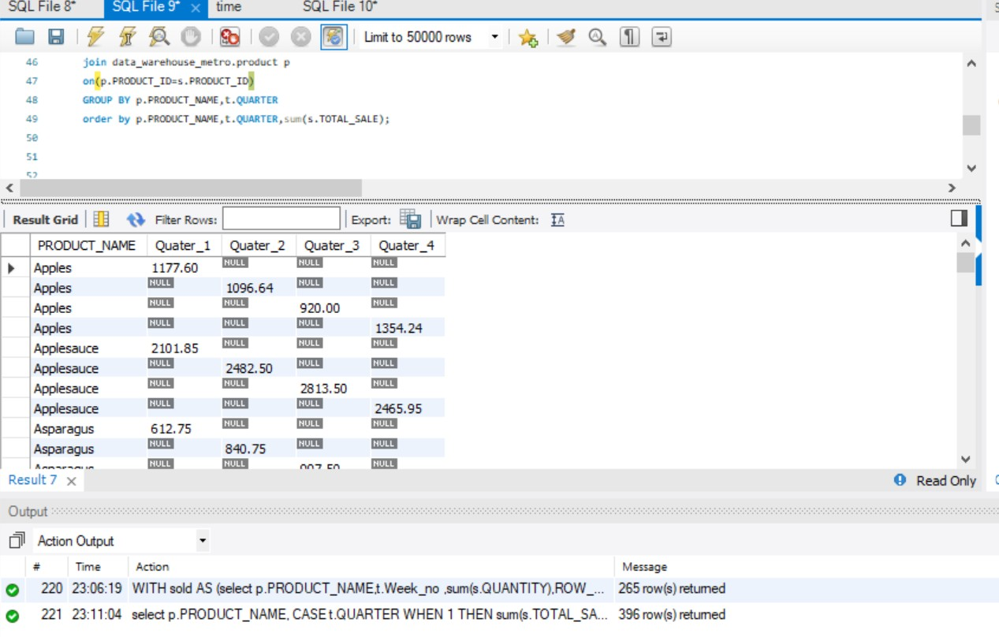 SQL File 8* SQL File 9* × time SQL File 10*
Limit to 50000 rows
46 join data_warehouse_metro.product p
47 on(p.PRODUCT_ID=s.PRODUCT_ID)
48 GROUP BY p.PRODUCT_NAME,t.QUARTER
49 order by p.PRODUCT_NAME,t.QUARTER,sum(s.TOTAL_SALE);
50
51
52
Result Grid Filter Rows: Export: Wrap Cell Content: IA
PRODUCT_NAME Quater_1 Quater_2 Quater_3 Quater_4
Apples 1177.60 NULL NULL NULL
Apples NULL 1096.64 NULL NULL
Apples NULL NULL 920.00 NULL
Apples NULL NULL NULL 1354.24
Applesauce 2101.85 NULL NULL NULL
Applesauce NULL 2482.50 NULL NULL
Applesauce NULL NULL 2813.50 NULL
Applesauce NULL NULL NULL 2465.95
Asparagus 612.75 NULL NULL NULL
Asparagus NULL 840.75 NULL NULL
Asparagus NULL NULL 907.50 NULL
Result 7 × Read Only
Output
Action Output
# Time Action Message
220 23:06:19 WITH sold AS (select p.PRODUCT_NAME,t.Week_no ,sum(s.QUANTITY),ROW_... 265 row(s) returned
221 23:11:04 select p.PRODUCT_NAME, CASE t.QUARTER WHEN 1 THEN sum(s.TOTAL_SA... 396 row(s) returned